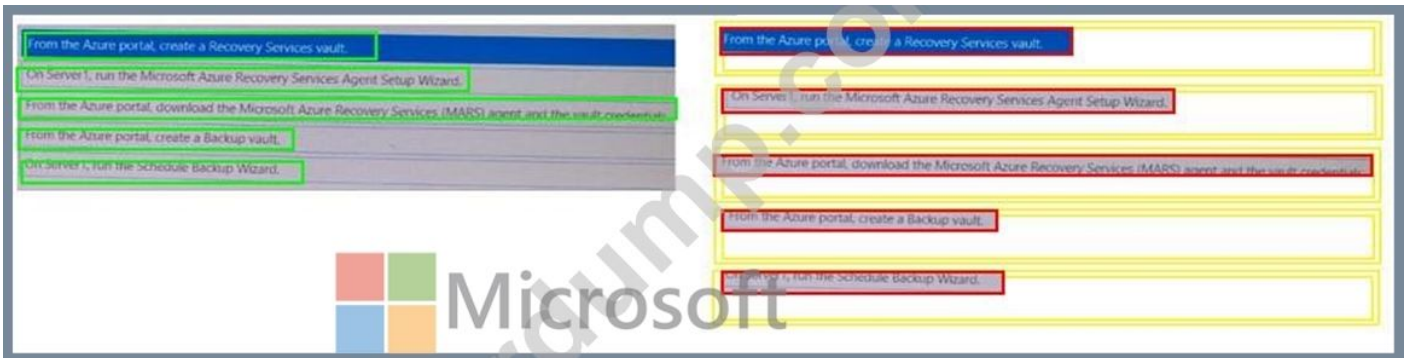 From the Azure portal, create a Recovery Services vault.
On Server1, run the Microsoft Azure Recovery Services Agent Setup Wizard.
From the Azure portal, download the Microsoft Azure Recovery Services (MARS) agent and the vault credentials
From the Azure portal, create a Backup vault.
On Server1, run the Schedule Backup Wizard.
From the Azure portal, create a Recovery Services vault.
On Server1, run the Microsoft Azure Recovery Services Agent Setup Wizard.
From the Azure portal, download the Microsoft Azure Recovery Services (MARS) agent and the vault credentials
From the Azure portal, create a Backup vault.
On Server1, run the Schedule Backup Wizard.
Microsoft
rdump.co